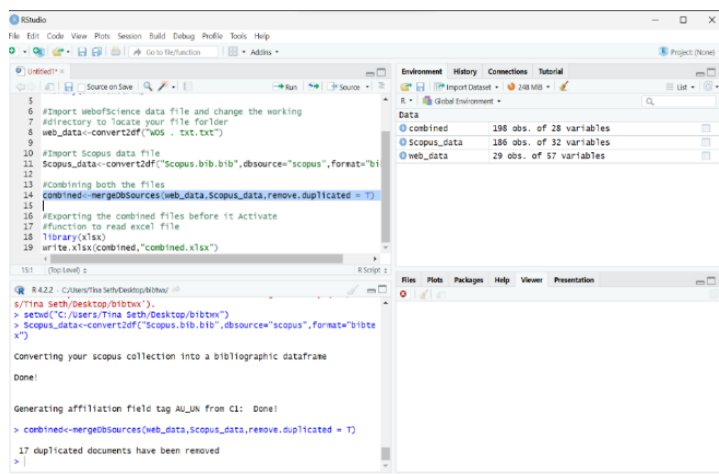 RStudio
File Edit Code View Plots Session Build Debug Profile Tools Help
Go to file/function Addins
Project: (None)
Untitled1*
Source on Save Run Source
5
6 #Import WebofScience data file and change the working
7 #directory to locate your file forlder
8 web_data<-convert2df("WOS . txt.txt")
9
10 #Import Scopus data file
11 Scopus_data<-convert2df("Scopus.bib.bib",dbsource="scopus",format="bi
12
13 #Combining both the files
14 combined<-mergeDbSources(web_data,Scopus_data,remove.duplicated = T)
15
16 #Exporting the combined files before it Activate
17 #function to read excel file
18 library(xlsx)
19 write.xlsx(combined,"combined.xlsx")
15:1 (Top Level) R Script
R 4.2.2 · C:/Users/Tina Seth/Desktop/bibtwx/
s/Tina Seth/Desktop/bibtwx").
> setwd("C:/Users/Tina Seth/Desktop/bibtwx")
> Scopus_data<-convert2df("Scopus.bib.bib",dbsource="scopus",format="bibte
x")
Converting your scopus collection into a bibliographic dataframe
Done!
Generating affiliation field tag AU_UN from C1: Done!
> combined<-mergeDbSources(web_data,Scopus_data,remove.duplicated = T)
17 duplicated documents have been removed
>
Environment History Connections Tutorial
Import Dataset 248 MiB List
R Global Environment
Data
combined 198 obs. of 28 variables
Scopus_data 186 obs. of 32 variables
web_data 29 obs. of 57 variables
Files Plots Packages Help Viewer Presentation